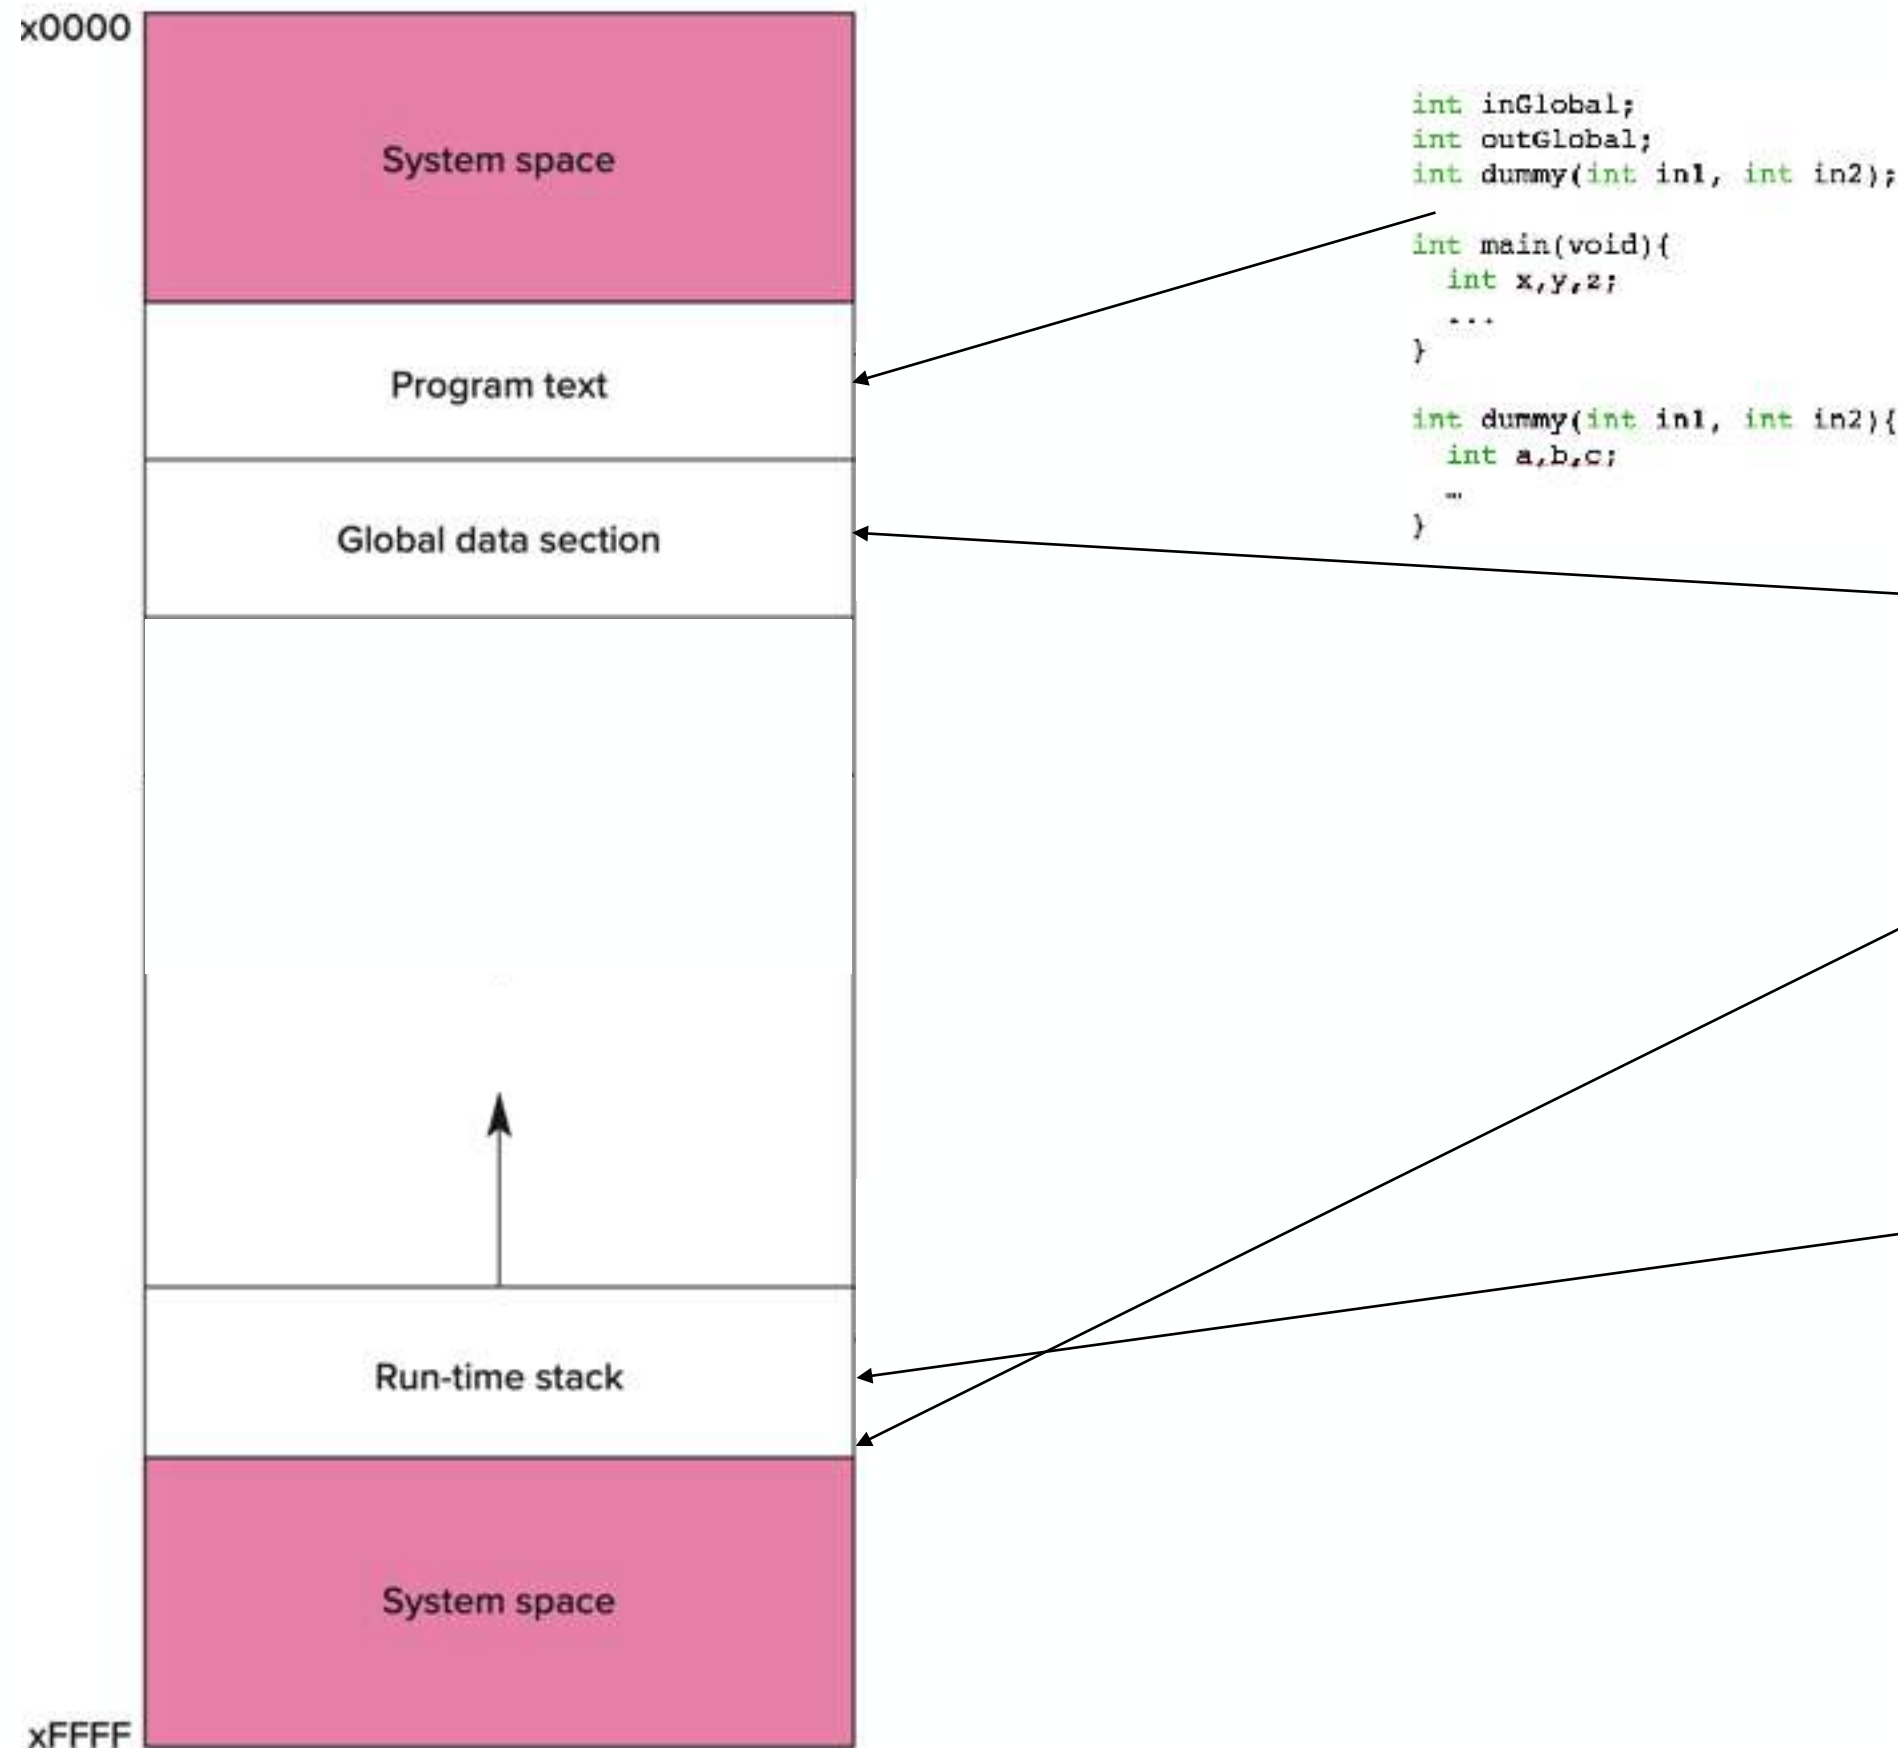 x0000
System space
Program text
Global data section
Run-time stack
System space
xFFFF
int inGlobal;
int outGlobal;
int dummy(int in1, int in2);
int main(void){
int x,y,z;
...
}
int dummy(int in1, int in2){
int a,b,c;
…
}